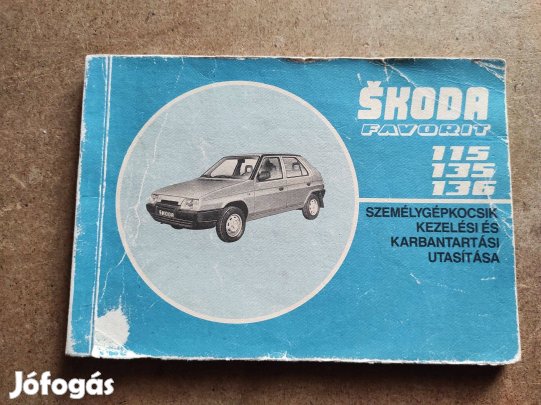 ŠKODA
FAVORIT
115
135
136
SZEMÉLYGÉPKOCSIK
KEZELÉSI ÉS
KARBANTARTÁSI
UTASÍTÁSA
ŠKODA
Jófogás